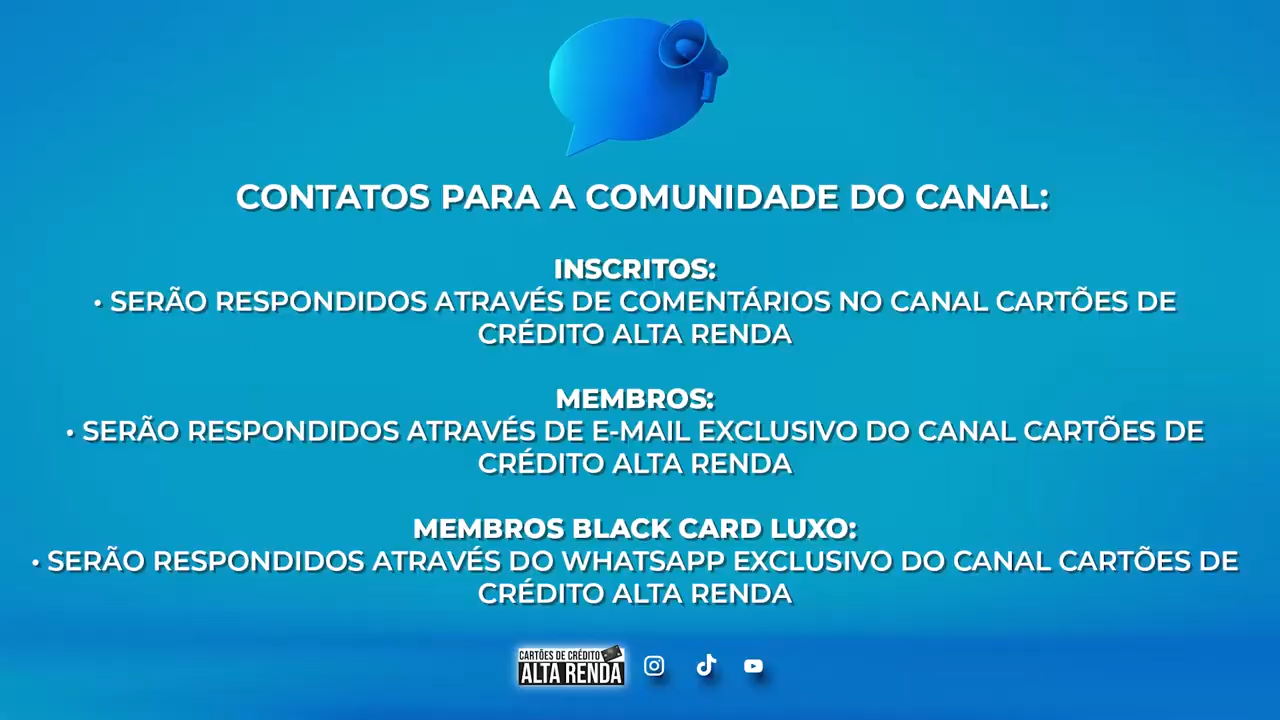 CONTATOS PARA A COMUNIDADE DO CANAL:
INSCRITOS:
• SERÃO RESPONDIDOS ATRAVÉS DE COMENTÁRIOS NO CANAL CARTÕES DE
CRÉDITO ALTA RENDA
MEMBROS:
• SERÃO RESPONDIDOS ATRAVÉS DE E-MAIL EXCLUSIVO DO CANAL CARTÕES DE
CRÉDITO ALTA RENDA
MEMBROS BLACK CARD LUXO:
• SERÃO RESPONDIDOS ATRAVÉS DO WHATSAPP EXCLUSIVO DO CANAL CARTÕES DE
CRÉDITO ALTA RENDA
CARTÕES DE CRÉDITO
ALTA RENDA